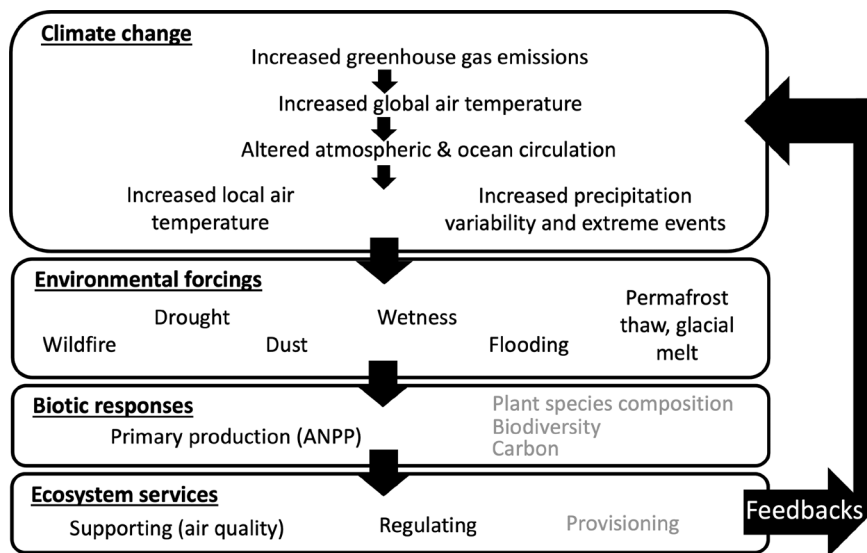 Climate change
Increased greenhouse gas emissions
Increased global air temperature
Altered atmospheric & ocean circulation
Increased local air
temperature
Increased precipitation
variability and extreme events
Environmental forcings
Drought
Wetness
Permafrost
thaw, glacial
melt
Wildfire
Dust
Flooding
Biotic responses
Primary production (ANPP)
Plant species composition
Biodiversity
Carbon
Ecosystem services
Supporting (air quality)
Regulating
Provisioning
Feedbacks